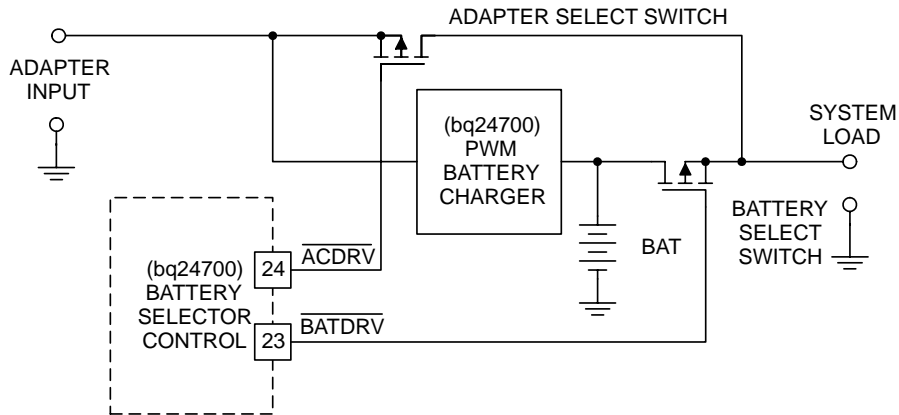 ADAPTER SELECT SWITCH
ADAPTER
INPUT
(bq24700)
PWM
BATTERY
CHARGER
SYSTEM
LOAD
BAT
BATTERY
SELECT
SWITCH
(bq24700)
BATTERY
SELECTOR
CONTROL
24
ACDRV
23
BATDRV